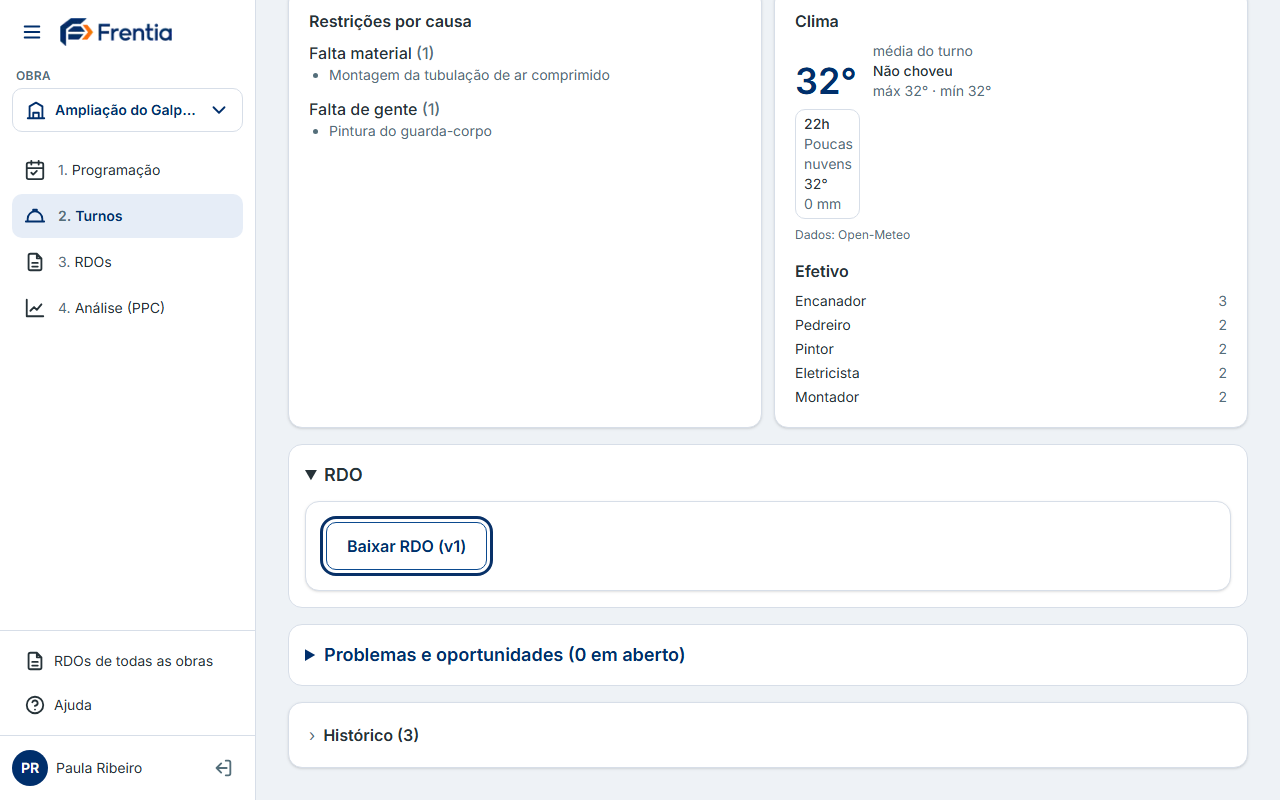 Frentia
OBRA
Ampliação do Galp...
1. Programação
2. Turnos
3. RDOs
4. Análise (PPC)
RDOs de todas as obras
Ajuda
PR
Paula Ribeiro
Restrições por causa
Falta material (1)
Montagem da tubulação de ar comprimido
Falta de gente (1)
Pintura do guarda-corpo
Clima
32°
média do turno
Não choveu
máx 32° · mín 32°
22h
Poucas
nuvens
32°
0 mm
Dados: Open-Meteo
Efetivo
Encanador 3
Pedreiro 2
Pintor 2
Eletricista 2
Montador 2
RDO
Baixar RDO (v1)
Problemas e oportunidades (0 em aberto)
Histórico (3)